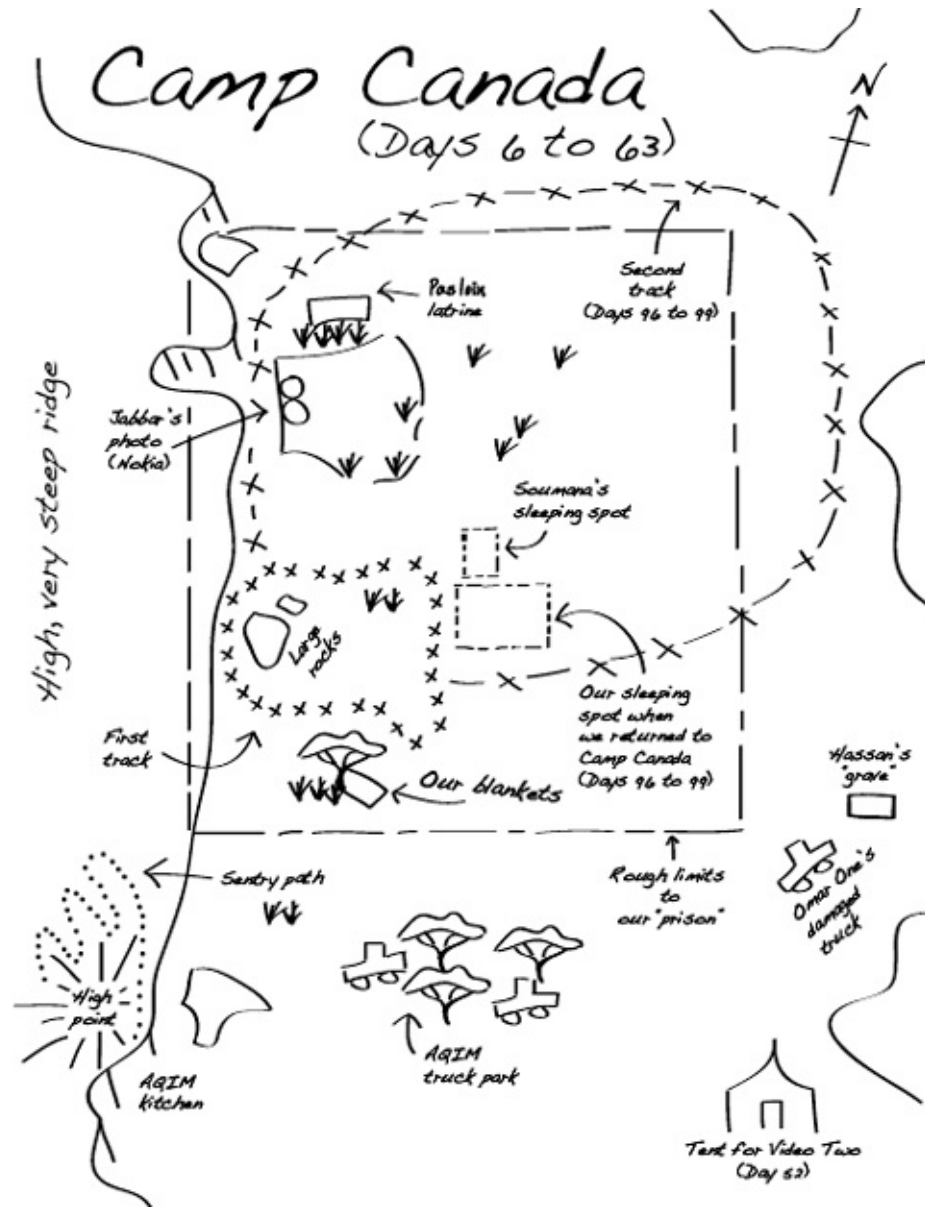 Camp Canada
(Days 6 to 63)
N
Second
track
(Days 96 to 99)
Pasloin
latrine
High, very steep ridge
Jabbar's
photo
(Nokia)
Soumana's
sleeping spot
Large
rocks
First
track
Our sleeping
spot when
we returned to
Camp Canada
(Days 96 to 99)
Our blankets
Hassan's
"grave"
Sentry path
Rough limits
to
our "prison"
Omar One's
damaged
truck
High
point
AQIM
kitchen
AQIM
truck park
Tent for Video Two
(Day 52)